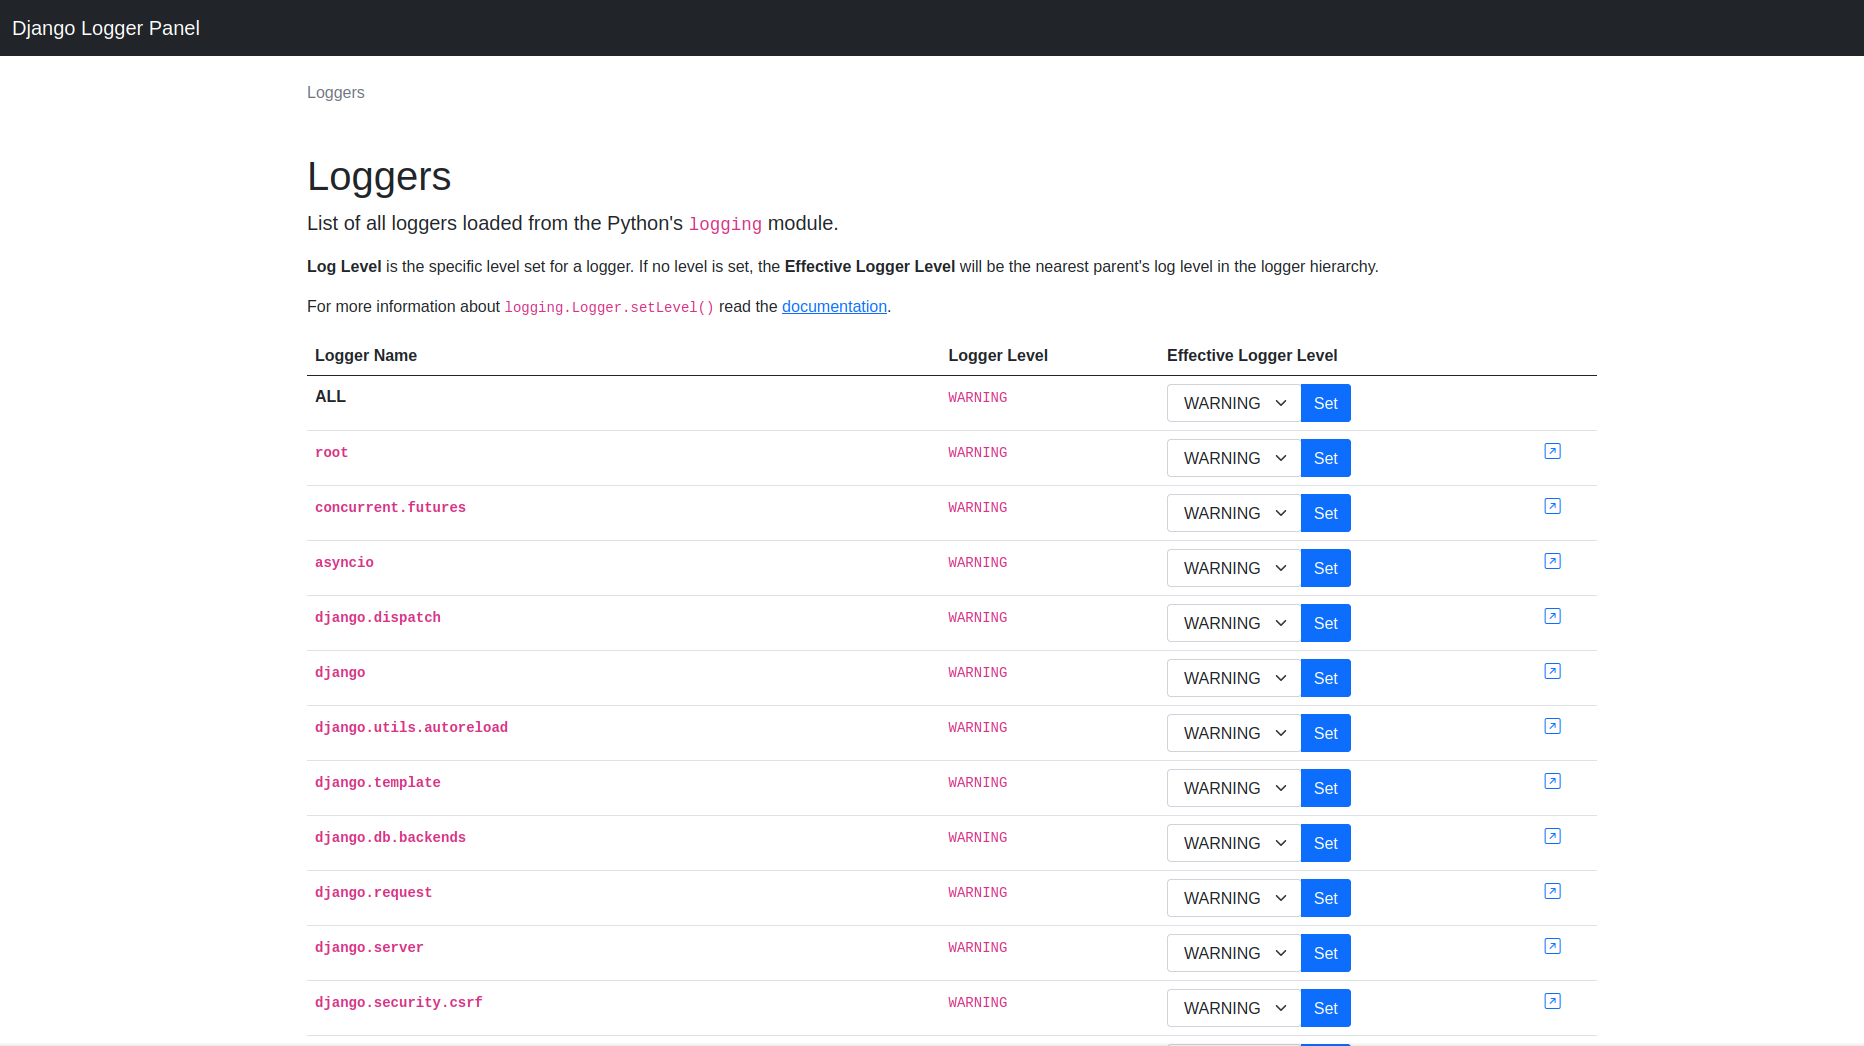 Django Logger Panel
Loggers
Loggers
List of all loggers loaded from the Python's logging module.
Log Level is the specific level set for a logger. If no level is set, the Effective Logger Level will be the nearest parent's log level in the logger hierarchy.
For more information about logging.Logger.setLevel() read the documentation.
Logger Name Logger Level Effective Logger Level
ALL WARNING WARNING Set
root WARNING WARNING Set
concurrent.futures WARNING WARNING Set
asyncio WARNING WARNING Set
django.dispatch WARNING WARNING Set
django WARNING WARNING Set
django.utils.autoreload WARNING WARNING Set
django.template WARNING WARNING Set
django.db.backends WARNING WARNING Set
django.request WARNING WARNING Set
django.server WARNING WARNING Set
django.security.csrf WARNING WARNING Set